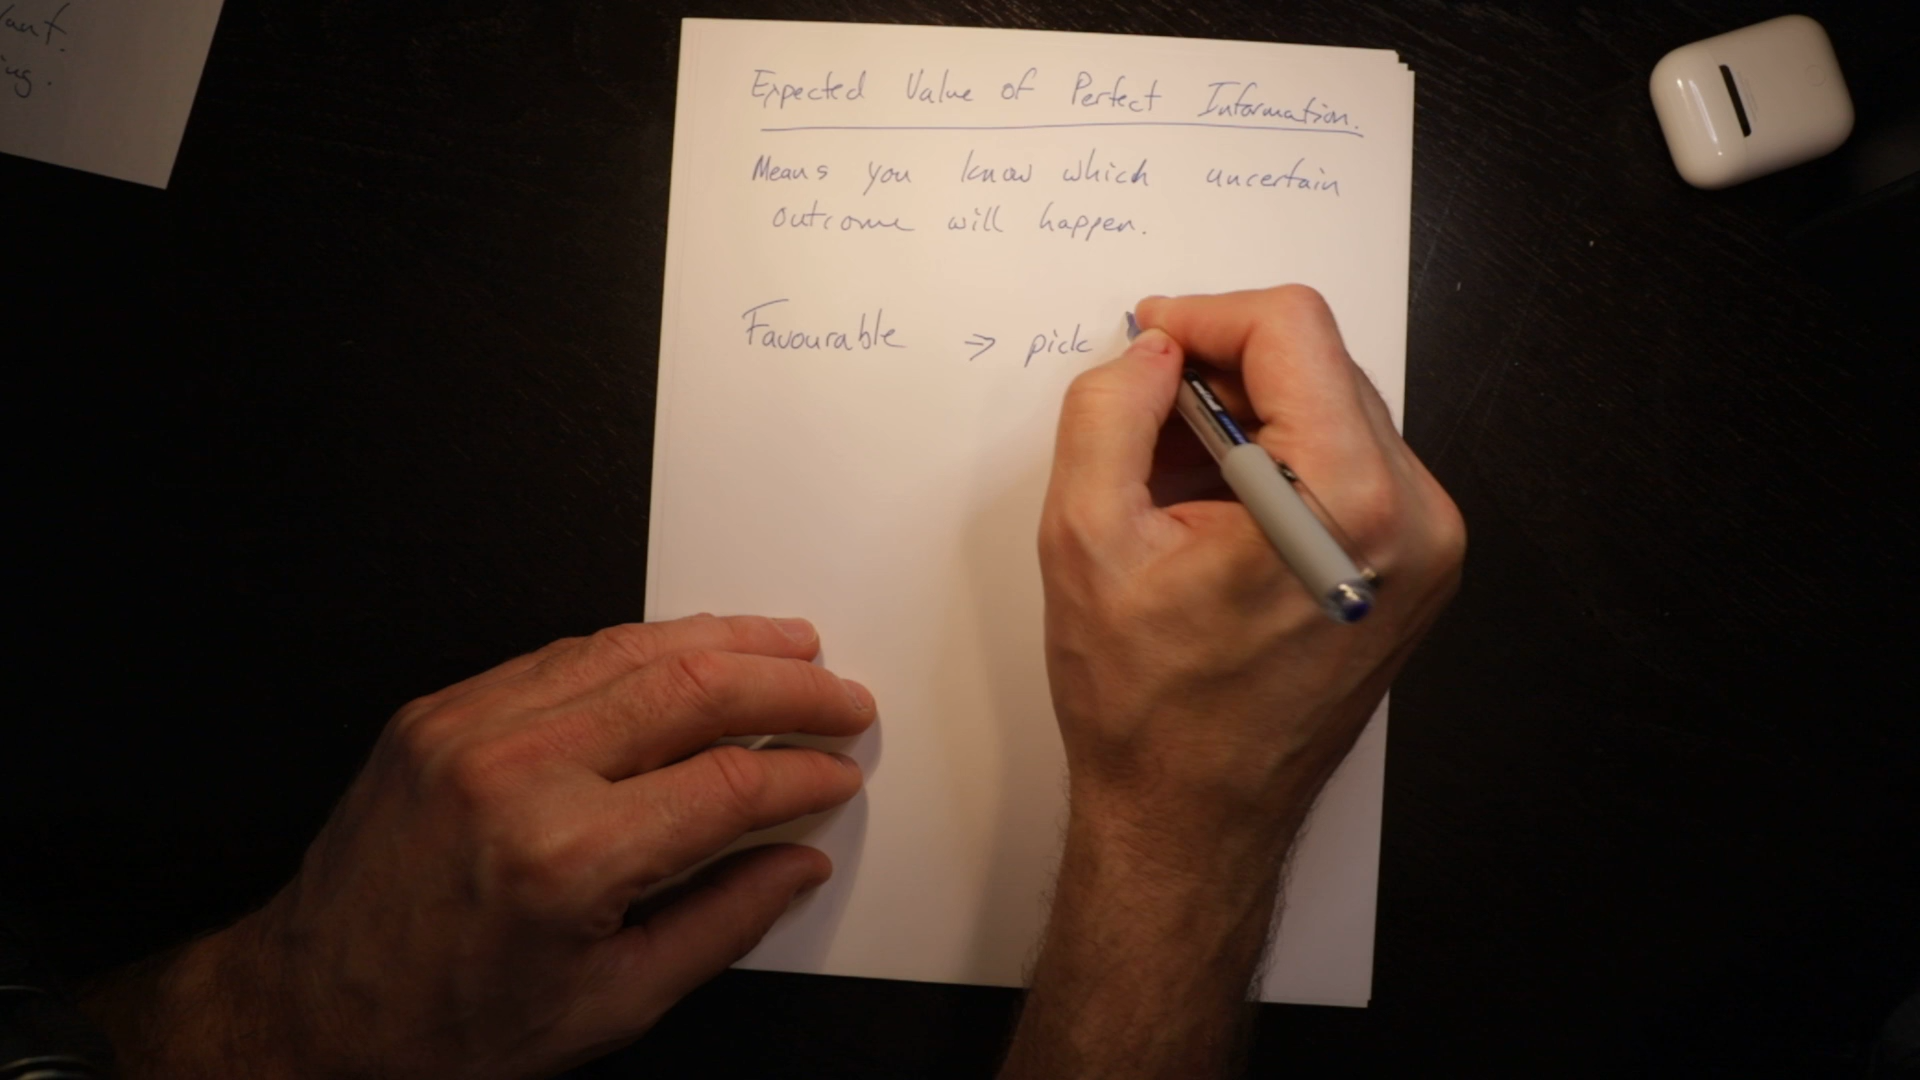 Expected Value of Perfect Information.
Means you know which uncertain
outcome will happen.
Favourable => pick